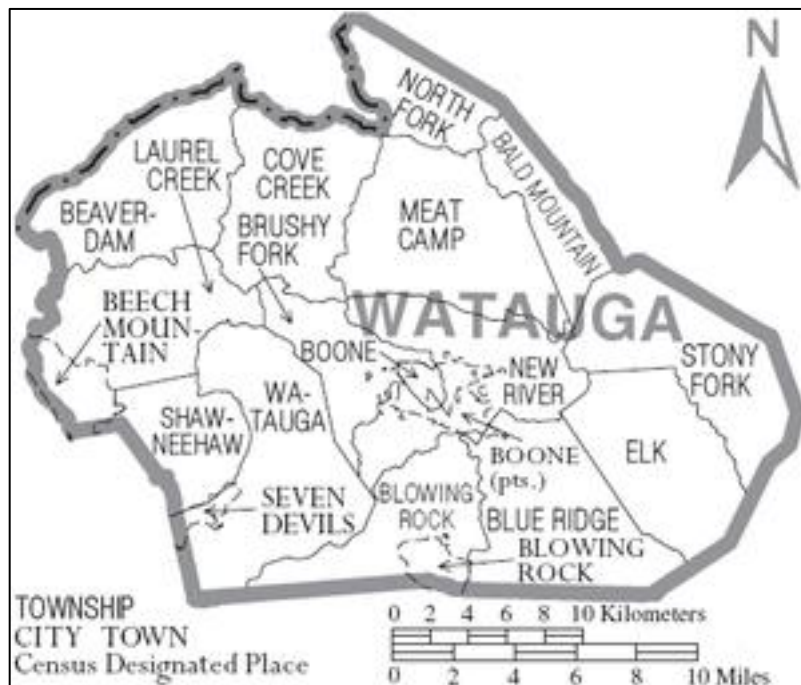 N
NORTH
FORK
BALD MOUNTAIN
LAUREL
CREEK
COVE
CREEK
BEAVER-
DAM
BRUSHY
FORK
MEAT
CAMP
BEECH
MOUN-
TAIN
WATAUGA
BOONE
NEW
RIVER
STONY
FORK
WA-
TAUGA
SHAW-
NEEHAW
ELK
BOONE
(pts.)
SEVEN
DEVILS
BLOWING
ROCK
BLUE RIDGE
BLOWING
ROCK
TOWNSHIP
CITY TOWN
Census Designated Place
0 2 4 6 8 10 Kilometers
0 2 4 6 8 10 Miles